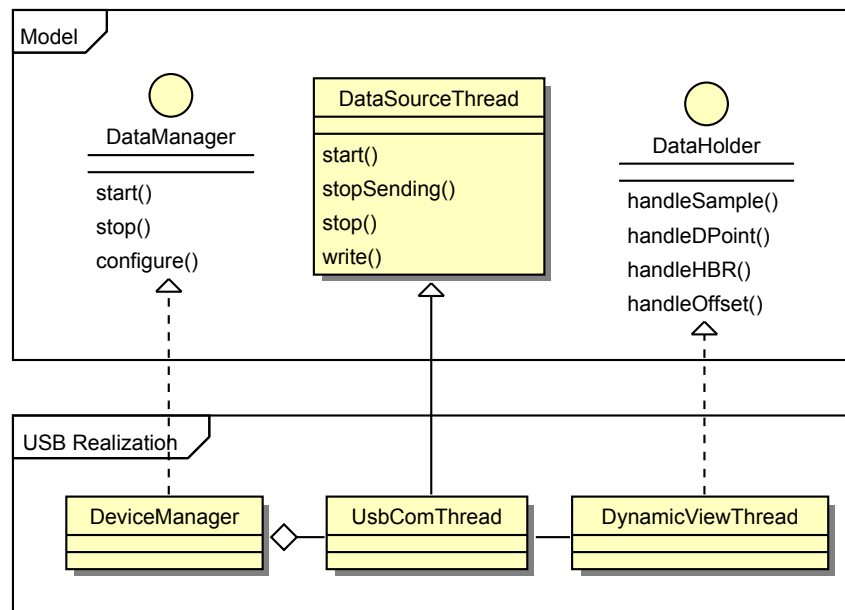 Model
DataManager
start()
stop()
configure()
DataSourceThread
start()
stopSending()
stop()
write()
DataHolder
handleSample()
handleDPoint()
handleHBR()
handleOffset()
USB Realization
DeviceManager
UsbComThread
DynamicViewThread